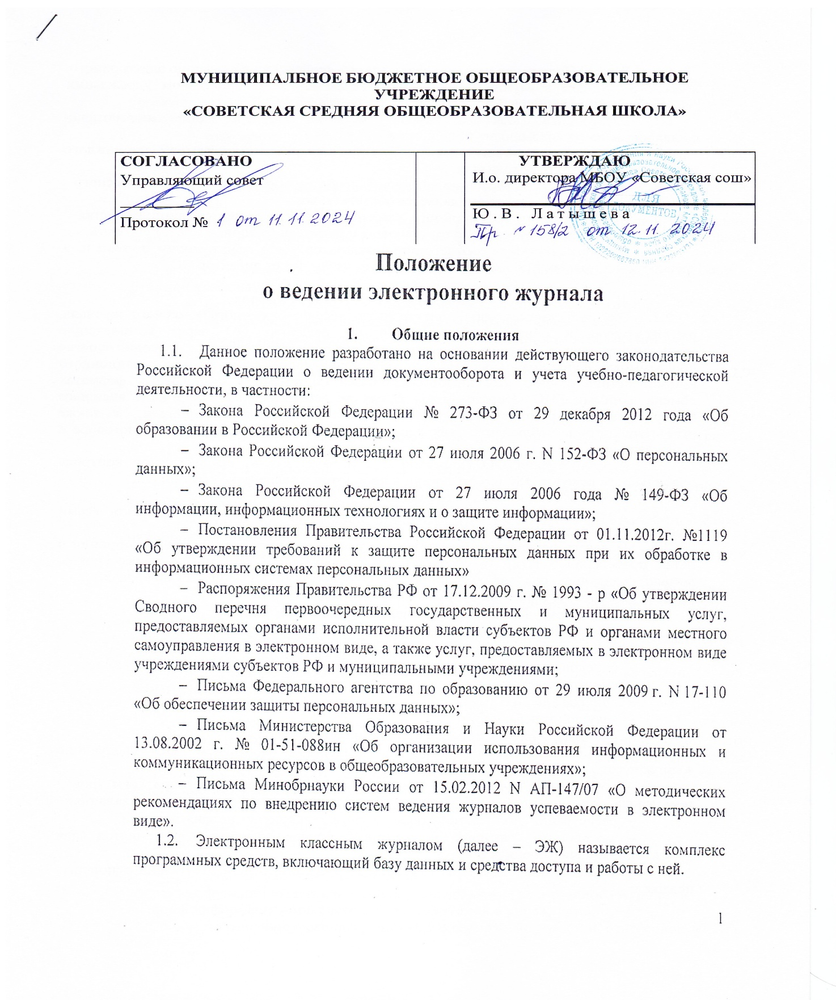 МУНИЦИПАЛБНОЕ БЮДЖЕТНОЕ ОБЩЕОБРАЗОВАТЕЛЬНОЕ
УЧРЕЖДЕНИЕ
«СОВЕТСКАЯ СРЕДНЯЯ ОБЩЕОБРАЗОВАТЕЛЬНАЯ ШКОЛА»
СОГЛАСОВАНО
Управляющий совет
Протокол № 1 от 11.11.2024
УТВЕРЖДАЮ
И.о. директора МБОУ «Советская сош»
Ю.В. Латышева
Пр. № 158/2 от 12.11. 2024
ДЛЯ
ДОКУМЕНТОВ
Положение
о ведении электронного журнала
1. Общие положения
1.1. Данное положение разработано на основании действующего законодательства
Российской Федерации о ведении документооборота и учета учебно-педагогической
деятельности, в частности:
– Закона Российской Федерации № 273-ФЗ от 29 декабря 2012 года «Об
образовании в Российской Федерации»;
– Закона Российской Федерации от 27 июля 2006 г. N 152-ФЗ «О персональных
данных»;
– Закона Российской Федерации от 27 июля 2006 года № 149-ФЗ «Об
информации, информационных технологиях и о защите информации»;
– Постановления Правительства Российской Федерации от 01.11.2012г. №1119
«Об утверждении требований к защите персональных данных при их обработке в
информационных системах персональных данных»
– Распоряжения Правительства РФ от 17.12.2009 г. № 1993 - р «Об утверждении
Сводного перечня первоочередных государственных и муниципальных услуг,
предоставляемых органами исполнительной власти субъектов РФ и органами местного
самоуправления в электронном виде, а также услуг, предоставляемых в электронном виде
учреждениями субъектов РФ и муниципальными учреждениями;
– Письма Федерального агентства по образованию от 29 июля 2009 г. N 17-110
«Об обеспечении защиты персональных данных»;
– Письма Министерства Образования и Науки Российской Федерации от
13.08.2002 г. № 01-51-088ин «Об организации использования информационных и
коммуникационных ресурсов в общеобразовательных учреждениях»;
– Письма Минобрнауки России от 15.02.2012 N АП-147/07 «О методических
рекомендациях по внедрению систем ведения журналов успеваемости в электронном
виде».
1.2. Электронным классным журналом (далее – ЭЖ) называется комплекс
программных средств, включающий базу данных и средства доступа и работы с ней.
1